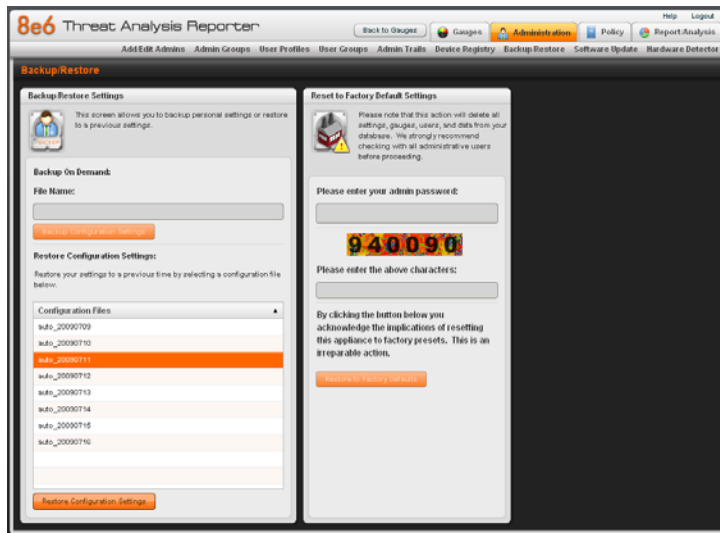 8e6 Threat Analysis Reporter
Help Logout
Back to Gauges Gauges Administration Policy Report/Analysis
Add/Edit Admins Admin Groups User Profiles User Groups Admin Trails Device Registry Backup/Restore Software Update Hardware Detector
Backup/Restore
Backup/Restore Settings
This screen allows you to backup personal settings or restore
to a previous settings.
BACKUP
Backup On Demand:
File Name:
Backup Configuration Settings
Restore Configuration Settings:
Restore your settings to a previous time by selecting a configuration file
below.
Configuration Files
auto_20090709
auto_20090710
auto_20090711
auto_20090712
auto_20090713
auto_20090714
auto_20090715
auto_20090716
Restore Configuration Settings
Reset to Factory Default Settings
Please note that this action will delete all
settings, gauges, users, and data from your
database. We strongly recommend
checking with all administrative users
before proceeding.
Please enter your admin password:
940090
Please enter the above characters:
By clicking the button below you
acknowledge the implications of resetting
this appliance to factory presets. This is an
irreparable action.
Restore to Factory Defaults